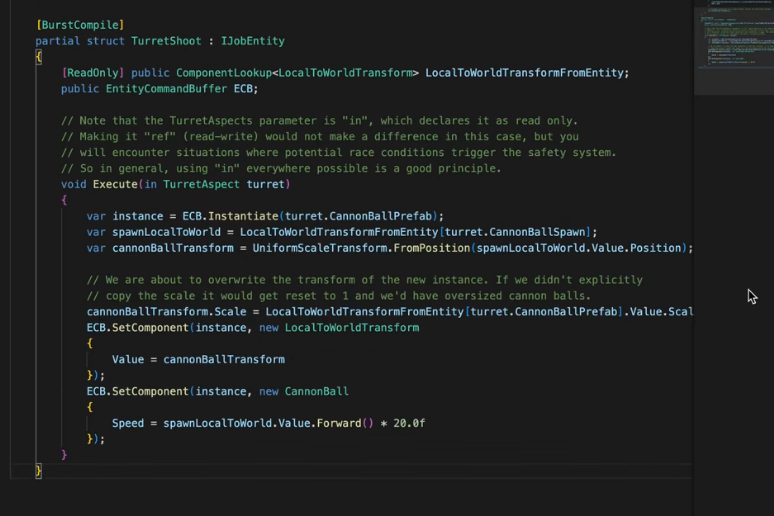 [BurstCompile]
partial struct TurretShoot : IJobEntity
{
[ReadOnly] public ComponentLookup<LocalToWorldTransform> LocalToWorldTransformFromEntity;
public EntityCommandBuffer ECB;
// Note that the TurretAspects parameter is "in", which declares it as read only.
// Making it "ref" (read-write) would not make a difference in this case, but you
// will encounter situations where potential race conditions trigger the safety system.
// So in general, using "in" everywhere possible is a good principle.
void Execute(in TurretAspect turret)
{
var instance = ECB.Instantiate(turret.CannonBallPrefab);
var spawnLocalToWorld = LocalToWorldTransformFromEntity[turret.CannonBallSpawn];
var cannonBallTransform = UniformScaleTransform.FromPosition(spawnLocalToWorld.Value.Position);
// We are about to overwrite the transform of the new instance. If we didn't explicitly
// copy the scale it would get reset to 1 and we'd have oversized cannon balls.
cannonBallTransform.Scale = LocalToWorldTransformFromEntity[turret.CannonBallPrefab].Value.Scal
ECB.SetComponent(instance, new LocalToWorldTransform
{
Value = cannonBallTransform
});
ECB.SetComponent(instance, new CannonBall
{
Speed = spawnLocalToWorld.Value.Forward() * 20.0f
});
}
}